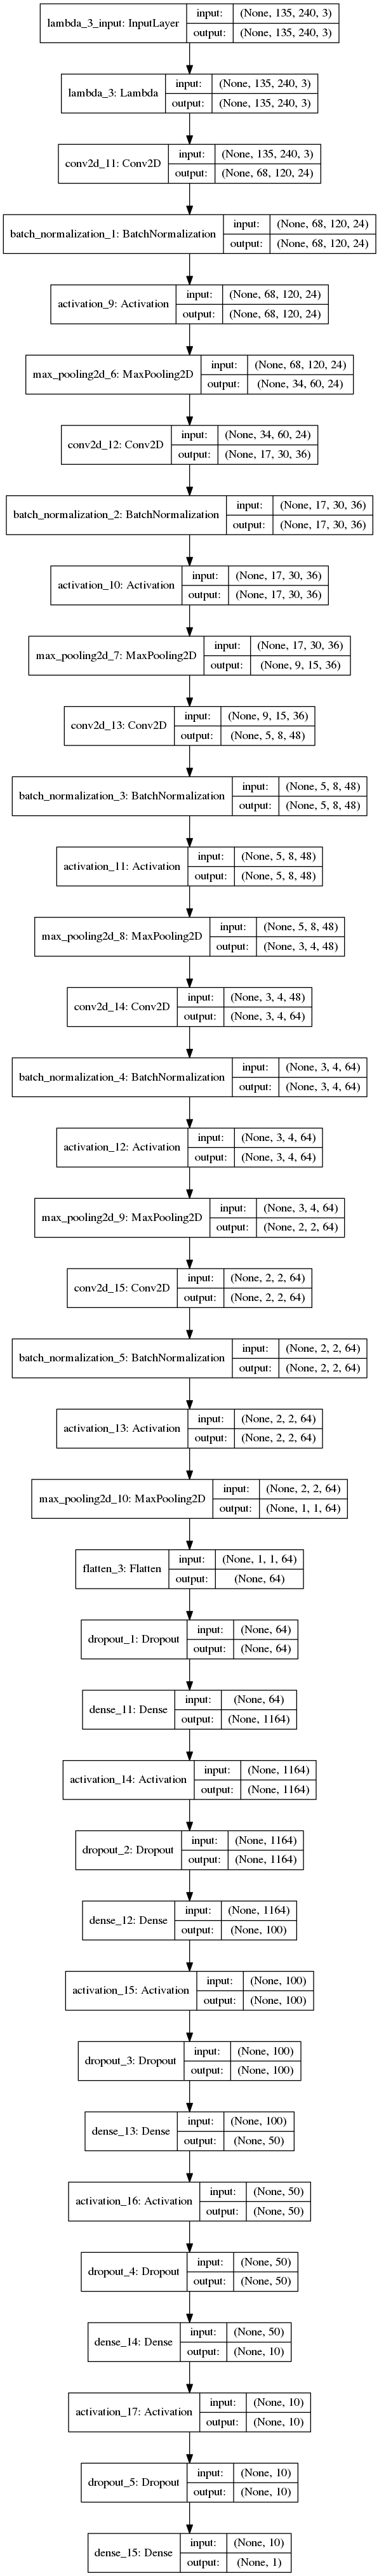 lambda_3_input: InputLayer
input: (None, 135, 240, 3)
output: (None, 135, 240, 3)
lambda_3: Lambda
input: (None, 135, 240, 3)
output: (None, 135, 240, 3)
conv2d_11: Conv2D
input: (None, 135, 240, 3)
output: (None, 68, 120, 24)
batch_normalization_1: BatchNormalization
input: (None, 68, 120, 24)
output: (None, 68, 120, 24)
activation_9: Activation
input: (None, 68, 120, 24)
output: (None, 68, 120, 24)
max_pooling2d_6: MaxPooling2D
input: (None, 68, 120, 24)
output: (None, 34, 60, 24)
conv2d_12: Conv2D
input: (None, 34, 60, 24)
output: (None, 17, 30, 36)
batch_normalization_2: BatchNormalization
input: (None, 17, 30, 36)
output: (None, 17, 30, 36)
activation_10: Activation
input: (None, 17, 30, 36)
output: (None, 17, 30, 36)
max_pooling2d_7: MaxPooling2D
input: (None, 17, 30, 36)
output: (None, 9, 15, 36)
conv2d_13: Conv2D
input: (None, 9, 15, 36)
output: (None, 5, 8, 48)
batch_normalization_3: BatchNormalization
input: (None, 5, 8, 48)
output: (None, 5, 8, 48)
activation_11: Activation
input: (None, 5, 8, 48)
output: (None, 5, 8, 48)
max_pooling2d_8: MaxPooling2D
input: (None, 5, 8, 48)
output: (None, 3, 4, 48)
conv2d_14: Conv2D
input: (None, 3, 4, 48)
output: (None, 3, 4, 64)
batch_normalization_4: BatchNormalization
input: (None, 3, 4, 64)
output: (None, 3, 4, 64)
activation_12: Activation
input: (None, 3, 4, 64)
output: (None, 3, 4, 64)
max_pooling2d_9: MaxPooling2D
input: (None, 3, 4, 64)
output: (None, 2, 2, 64)
conv2d_15: Conv2D
input: (None, 2, 2, 64)
output: (None, 2, 2, 64)
batch_normalization_5: BatchNormalization
input: (None, 2, 2, 64)
output: (None, 2, 2, 64)
activation_13: Activation
input: (None, 2, 2, 64)
output: (None, 2, 2, 64)
max_pooling2d_10: MaxPooling2D
input: (None, 2, 2, 64)
output: (None, 1, 1, 64)
flatten_3: Flatten
input: (None, 1, 1, 64)
output: (None, 64)
dropout_1: Dropout
input: (None, 64)
output: (None, 64)
dense_11: Dense
input: (None, 64)
output: (None, 1164)
activation_14: Activation
input: (None, 1164)
output: (None, 1164)
dropout_2: Dropout
input: (None, 1164)
output: (None, 1164)
dense_12: Dense
input: (None, 1164)
output: (None, 100)
activation_15: Activation
input: (None, 100)
output: (None, 100)
dropout_3: Dropout
input: (None, 100)
output: (None, 100)
dense_13: Dense
input: (None, 100)
output: (None, 50)
activation_16: Activation
input: (None, 50)
output: (None, 50)
dropout_4: Dropout
input: (None, 50)
output: (None, 50)
dense_14: Dense
input: (None, 50)
output: (None, 10)
activation_17: Activation
input: (None, 10)
output: (None, 10)
dropout_5: Dropout
input: (None, 10)
output: (None, 10)
dense_15: Dense
input: (None, 10)
output: (None, 1)